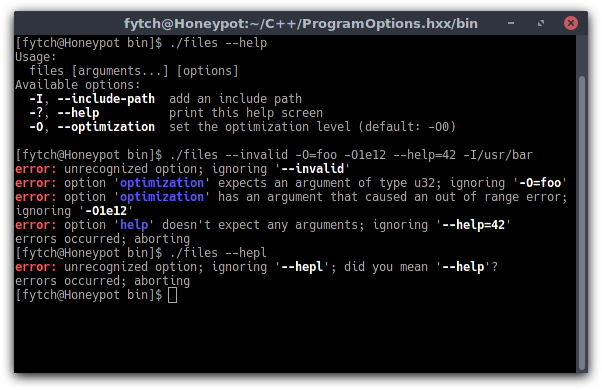 fytch@Honeypot:~/C++/ProgramOptions.hxx/bin
[fytch@Honeypot bin]$ ./files --help
Usage:
  files [arguments...] [options]
Available options:
  -I, --include-path  add an include path
  -?, --help          print this help screen
  -O, --optimization  set the optimization level (default: -O0)
[fytch@Honeypot bin]$ ./files --invalid -O=foo -O1e12 --help=42 -I/usr/bar
error: unrecognized option; ignoring '--invalid'
error: option 'optimization' expects an argument of type u32; ignoring '-O=foo'
error: option 'optimization' has an argument that caused an out of range error;
ignoring '-O1e12'
error: option 'help' doesn't expect any arguments; ignoring '--help=42'
errors occurred; aborting
[fytch@Honeypot bin]$ ./files --hepl
error: unrecognized option; ignoring '--hepl'; did you mean '--help'?
errors occurred; aborting
[fytch@Honeypot bin]$